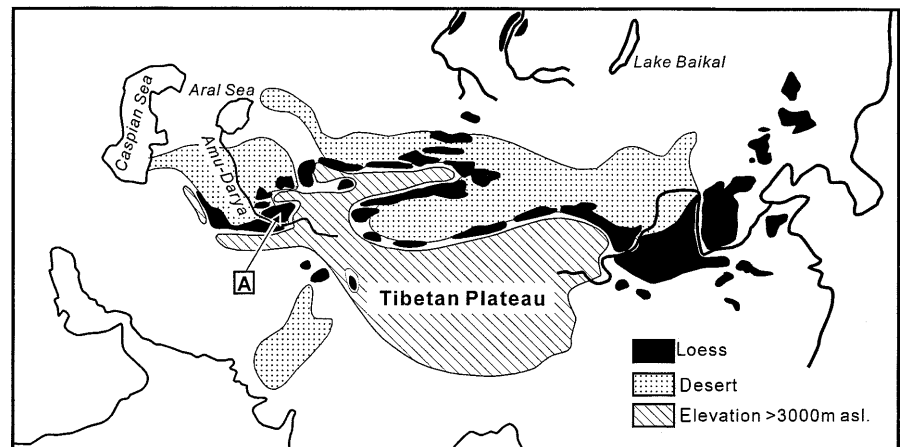 Lake Baikal
Aral Sea
Caspian Sea
Amu-Darya
A
Tibetan Plateau
Loess
Desert
Elevation >3000m asl.